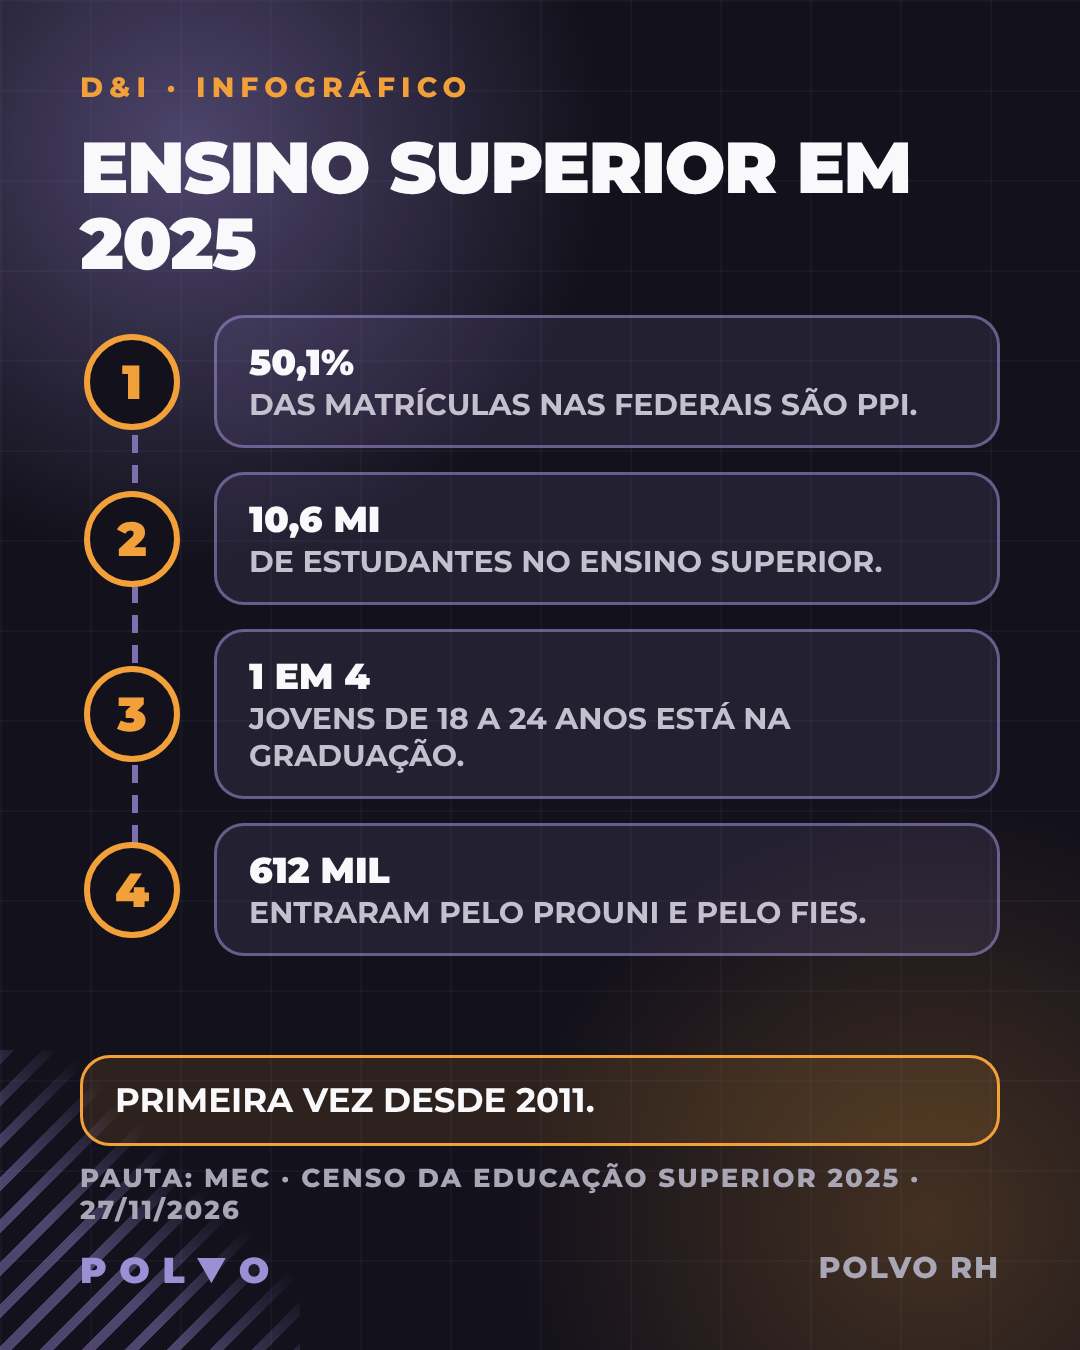 D&I · INFOGRÁFICO
ENSINO SUPERIOR EM
2025
1
50,1%
DAS MATRÍCULAS NAS FEDERAIS SÃO PPI.
2
10,6 MI
DE ESTUDANTES NO ENSINO SUPERIOR.
3
1 EM 4
JOVENS DE 18 A 24 ANOS ESTÁ NA
GRADUAÇÃO.
4
612 MIL
ENTRARAM PELO PROUNI E PELO FIES.
PRIMEIRA VEZ DESDE 2011.
PAUTA: MEC · CENSO DA EDUCAÇÃO SUPERIOR 2025 ·
27/11/2026
POLVO
POLVO RH